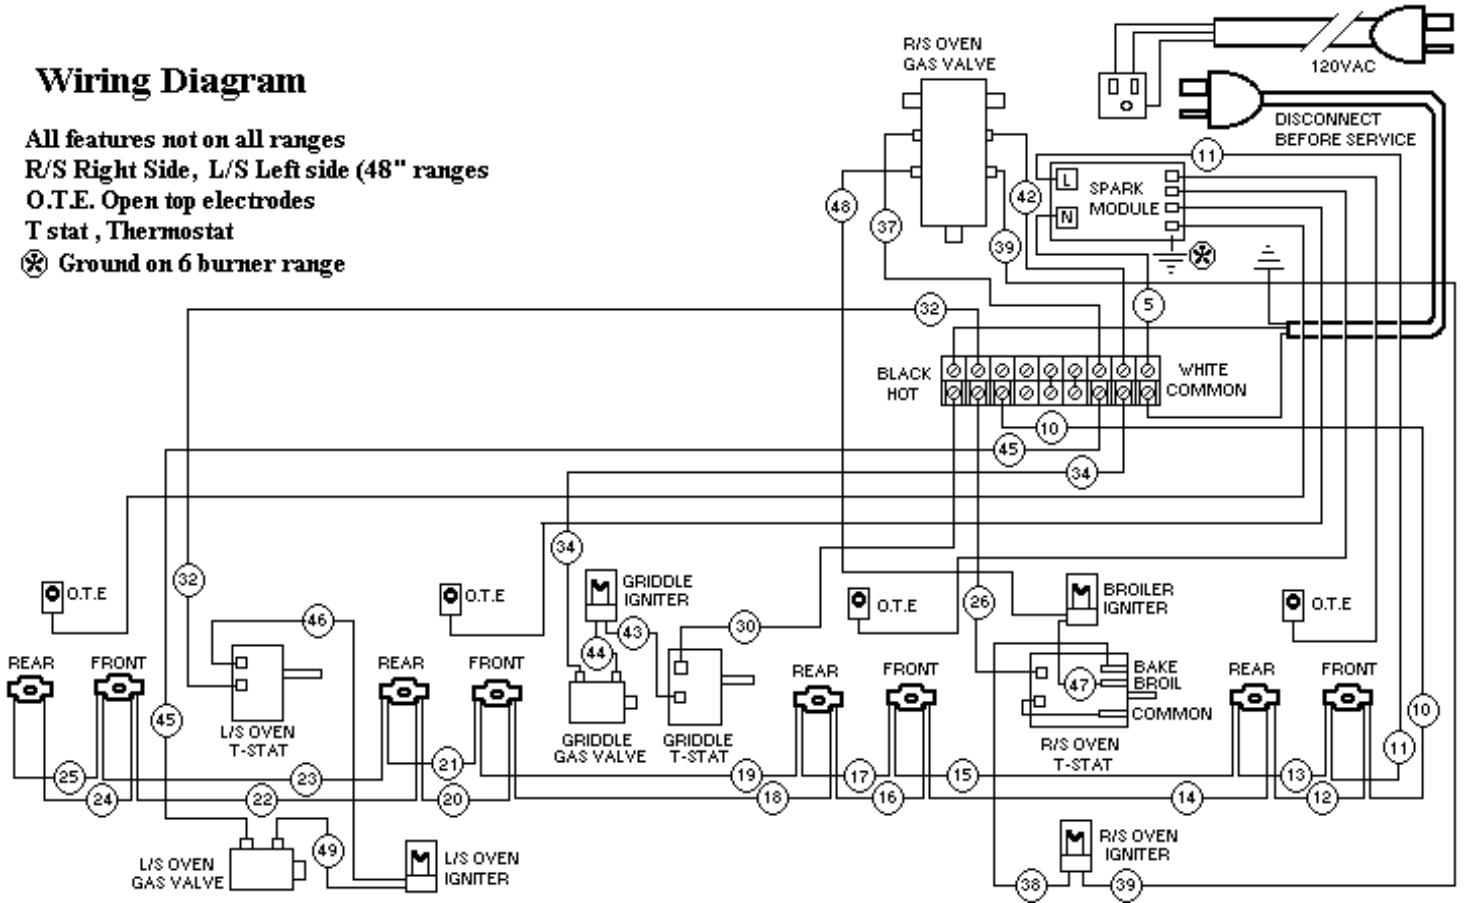 Wiring Diagram
All features not on all ranges
R/S Right Side, L/S Left side (48" ranges
O.T.E. Open top electrodes
T stat , Thermostat
Ground on 6 burner range
R/S OVEN
GAS VALVE
120VAC
DISCONNECT
BEFORE SERVICE
11
L
SPARK
MODULE
N
48
37
42
39
5
32
BLACK
HOT
WHITE
COMMON
10
45
34
34
32
O.T.E
46
O.T.E
GRIDDLE
IGNITER
43
44
30
O.T.E
26
BROILER
IGNITER
O.T.E
REAR
FRONT
REAR
FRONT
REAR
FRONT
REAR
FRONT
BAKE
BROIL
47
COMMON
45
L/S OVEN
T-STAT
GRIDDLE
GAS VALVE
GRIDDLE
T-STAT
R/S OVEN
T-STAT
10
11
25
23
21
19
17
15
13
24
22
20
18
16
14
12
49
L/S OVEN
GAS VALVE
L/S OVEN
IGNITER
R/S OVEN
IGNITER
38
39